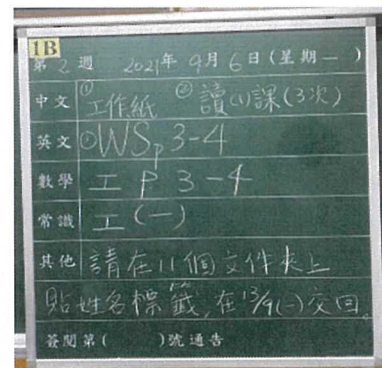 1B
第2週 2021年9月6日(星期一)
中文 ①工作紙 ②讀(1)課(3次)
英文 ①WSp3-4
數學 工 P 3-4
常識 工(一)
其他 請在11個文件夾上
貼姓名標籤,在13/9(一)交回。
簽閱第( )號通告